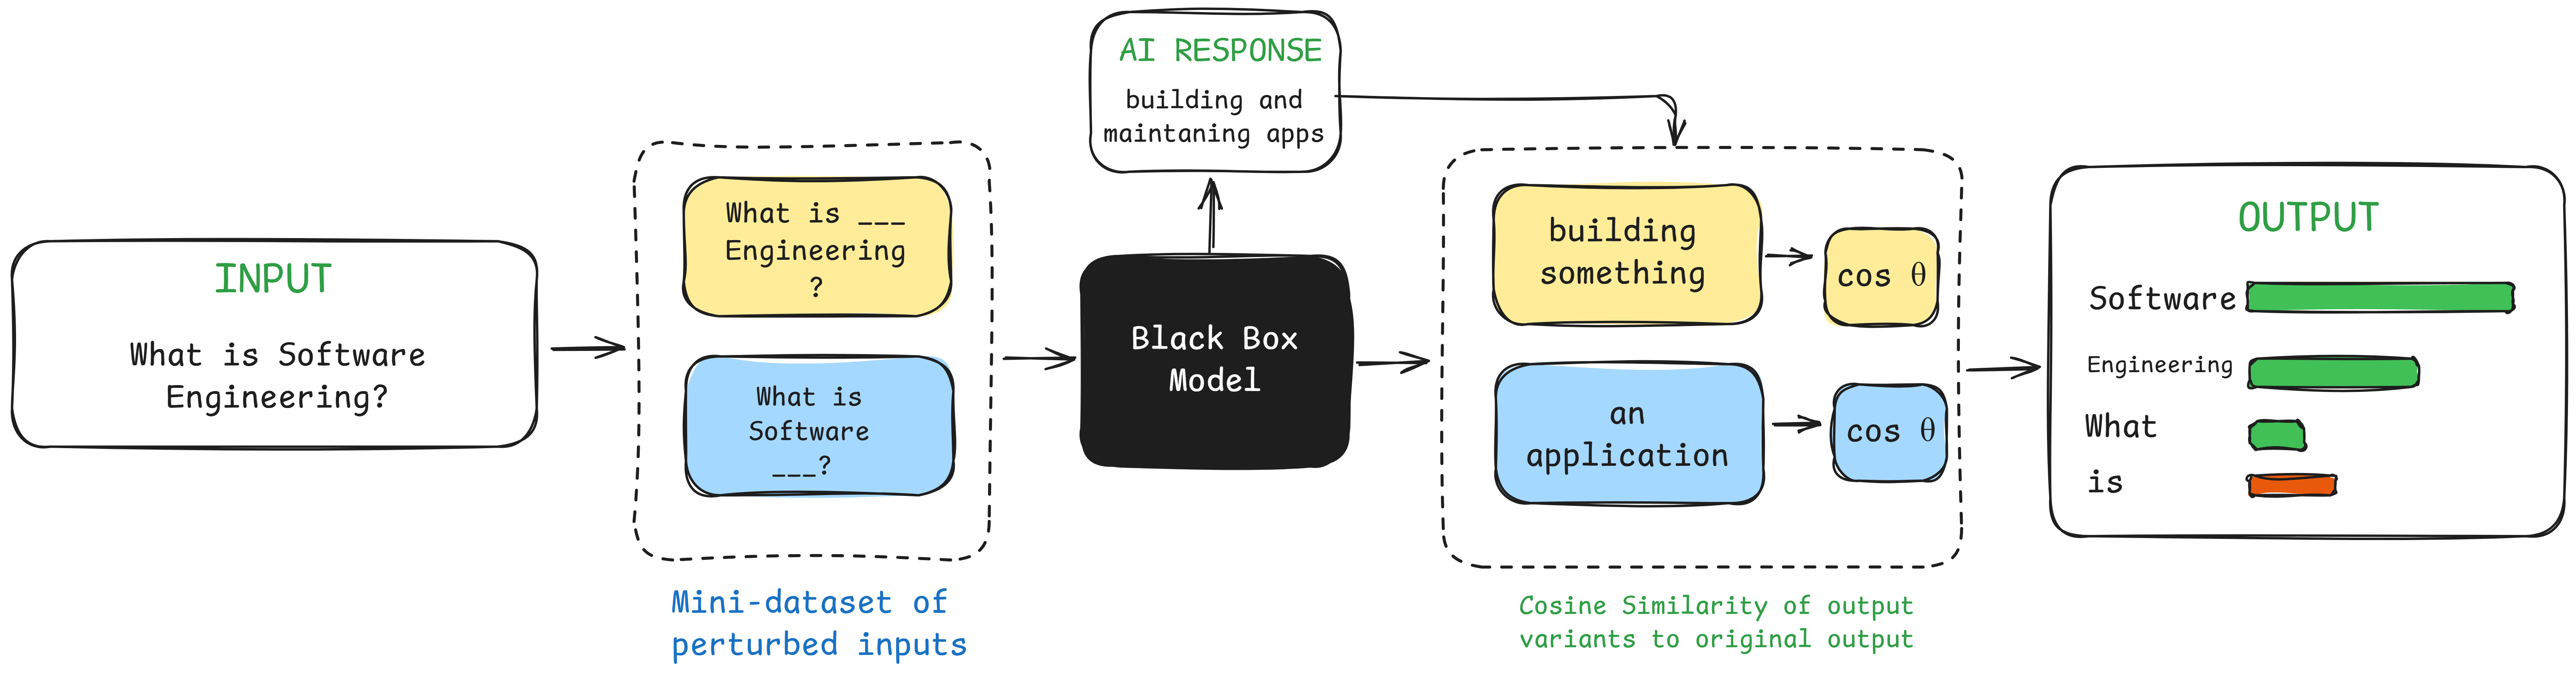 INPUT
What is Software
Engineering?
What is ___
Engineering
?
What is
Software
___?
Mini-dataset of
perturbed inputs
AI RESPONSE
building and
maintaning apps
Black Box
Model
building
something
cos θ
an
application
cos θ
Cosine Similarity of output
variants to original output
OUTPUT
Software
Engineering
What
is